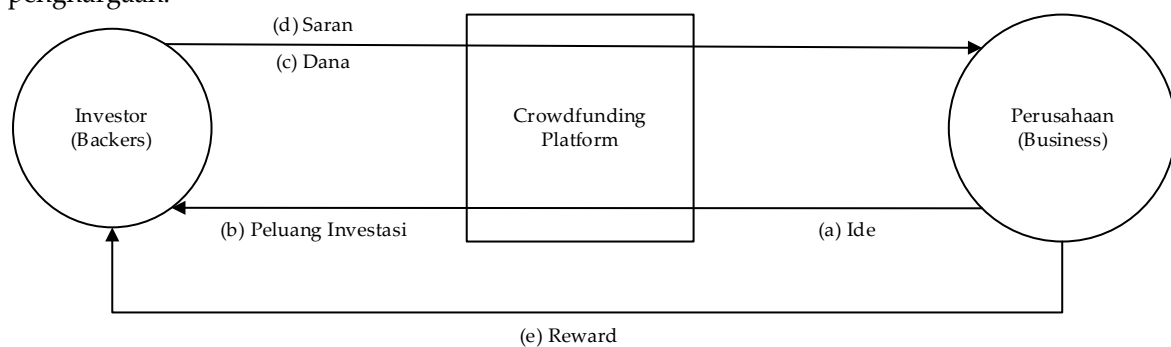 penghargaan.
(d) Saran
(c) Dana
Investor
(Backers)
Crowdfunding
Platform
Perusahaan
(Business)
(b) Peluang Investasi
(a) Ide
(e) Reward